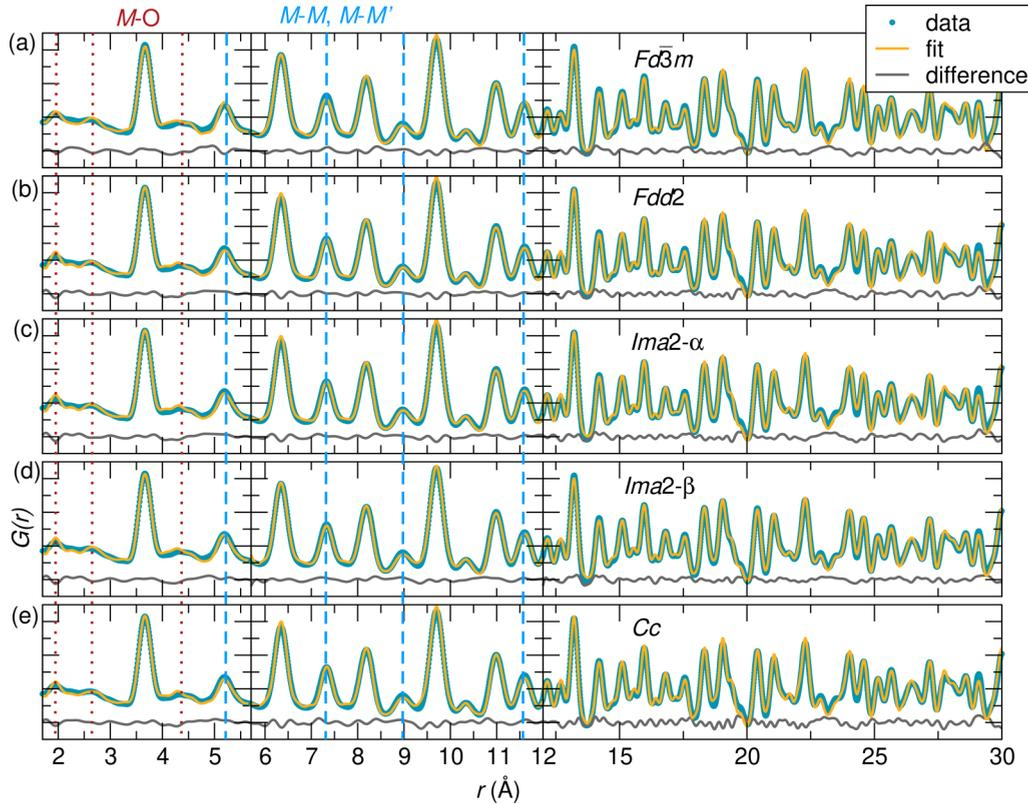 M-O
M-M, M-M'
data
fit
difference
(a)
Fd3̅m
(b)
Fdd2
(c)
Ima2-α
(d)
Ima2-β
(e)
Cc
G(r)
2 3 4 5 6 7 8 9 10 11 12 15 20 25 30
r (Å)